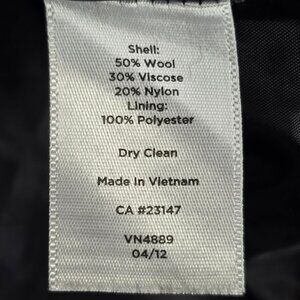 Shell:
50% Wool
30% Viscose
20% Nylon
Lining:
100% Polyester
Dry Clean
Made In Vietnam
CA #23147
VN4889
04/12